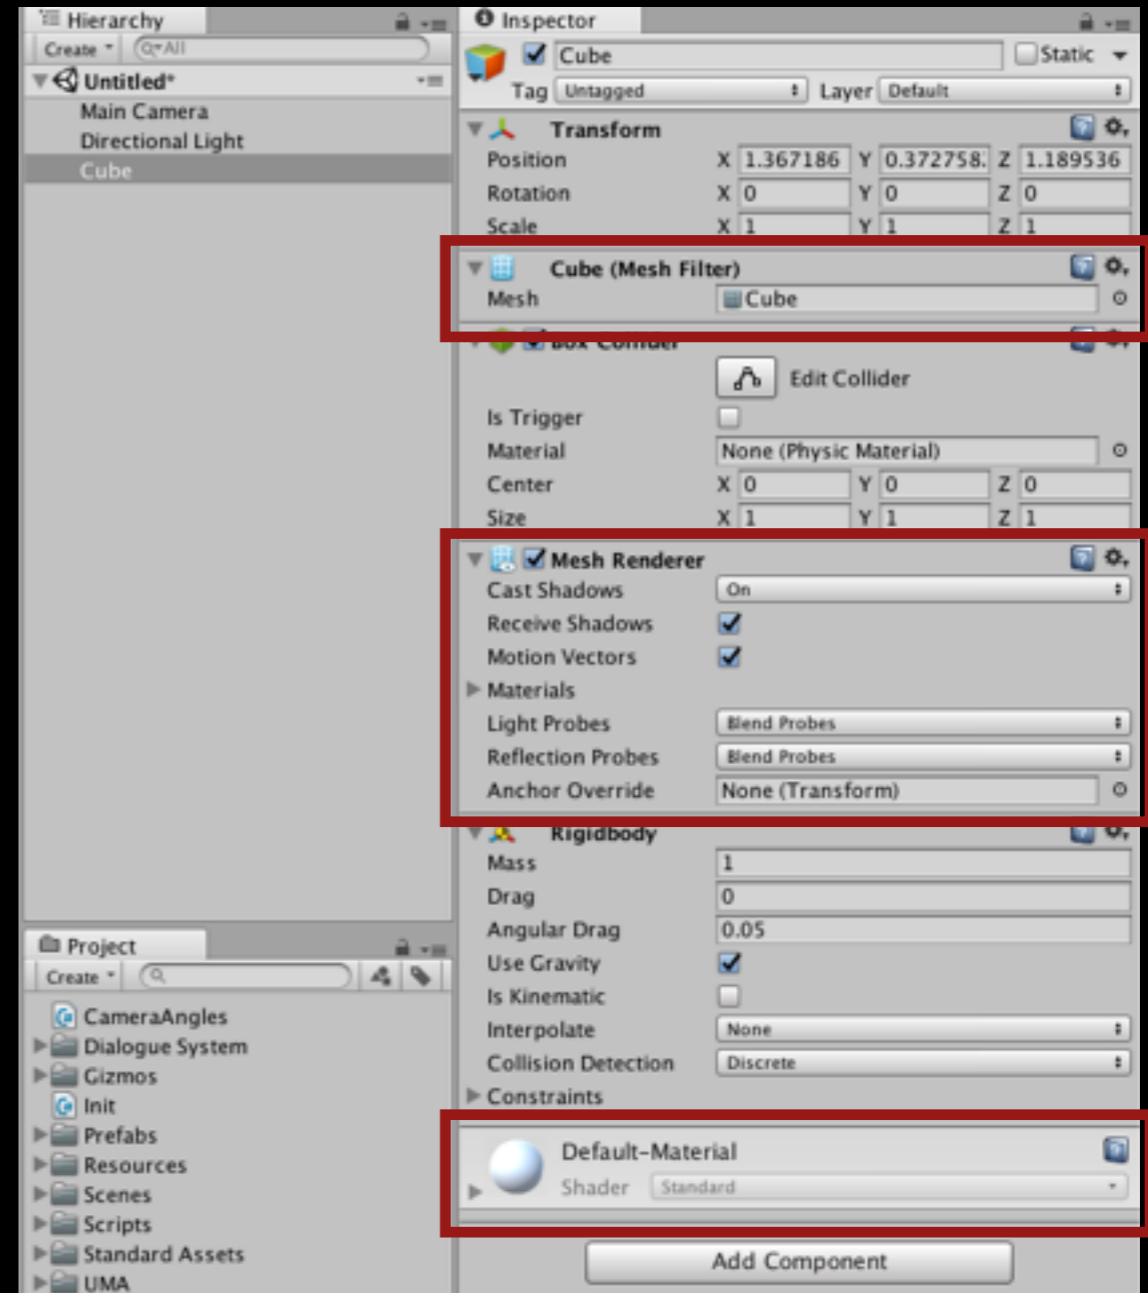 Hierarchy
Create
All
Untitled*
Main Camera
Directional Light
Cube
Project
Create
CameraAngles
Dialogue System
Gizmos
Init
Prefabs
Resources
Scenes
Scripts
Standard Assets
UMA
Inspector
Cube Static
Tag Untagged Layer Default
Transform
Position X 1.367186 Y 0.372758 Z 1.189536
Rotation X 0 Y 0 Z 0
Scale X 1 Y 1 Z 1
Cube (Mesh Filter)
Mesh Cube
Box Collider
Edit Collider
Is Trigger
Material None (Physic Material)
Center X 0 Y 0 Z 0
Size X 1 Y 1 Z 1
Mesh Renderer
Cast Shadows On
Receive Shadows
Motion Vectors
Materials
Light Probes Blend Probes
Reflection Probes Blend Probes
Anchor Override None (Transform)
Rigidbody
Mass 1
Drag 0
Angular Drag 0.05
Use Gravity
Is Kinematic
Interpolate None
Collision Detection Discrete
Constraints
Default-Material
Shader Standard
Add Component